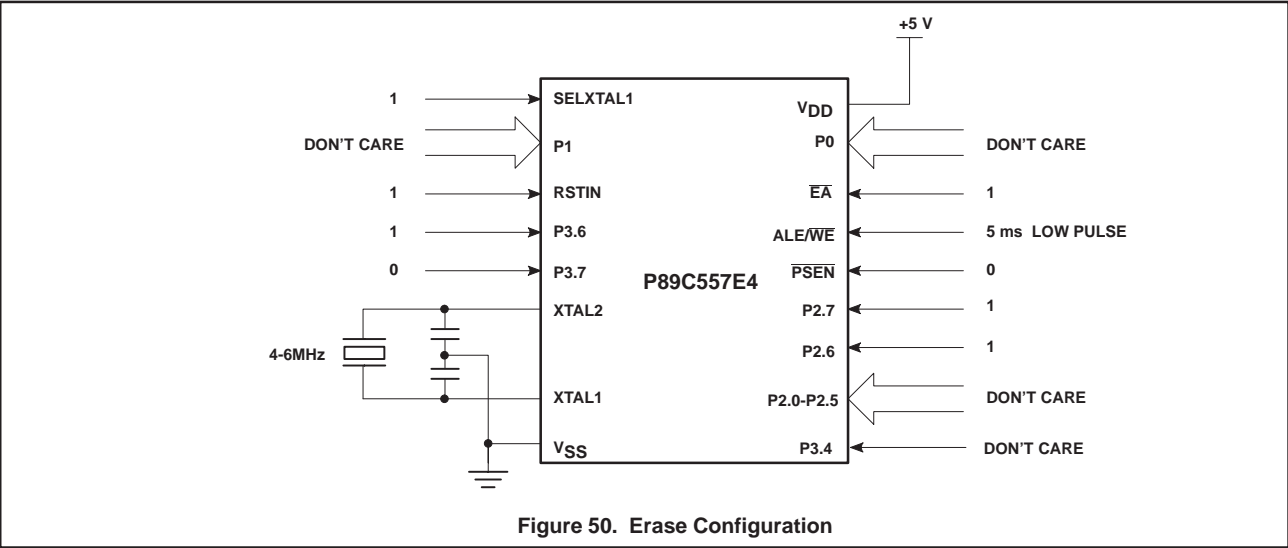 +5 V
1
SELXTAL1
VDD
DON'T CARE
P1
P0
DON'T CARE
1
RSTIN
EA
1
1
P3.6
ALE/WE
5 ms LOW PULSE
0
P3.7
P89C557E4
PSEN
0
XTAL2
P2.7
1
4-6MHz
P2.6
1
XTAL1
P2.0-P2.5
DON'T CARE
VSS
P3.4
DON'T CARE
Figure 50. Erase Configuration